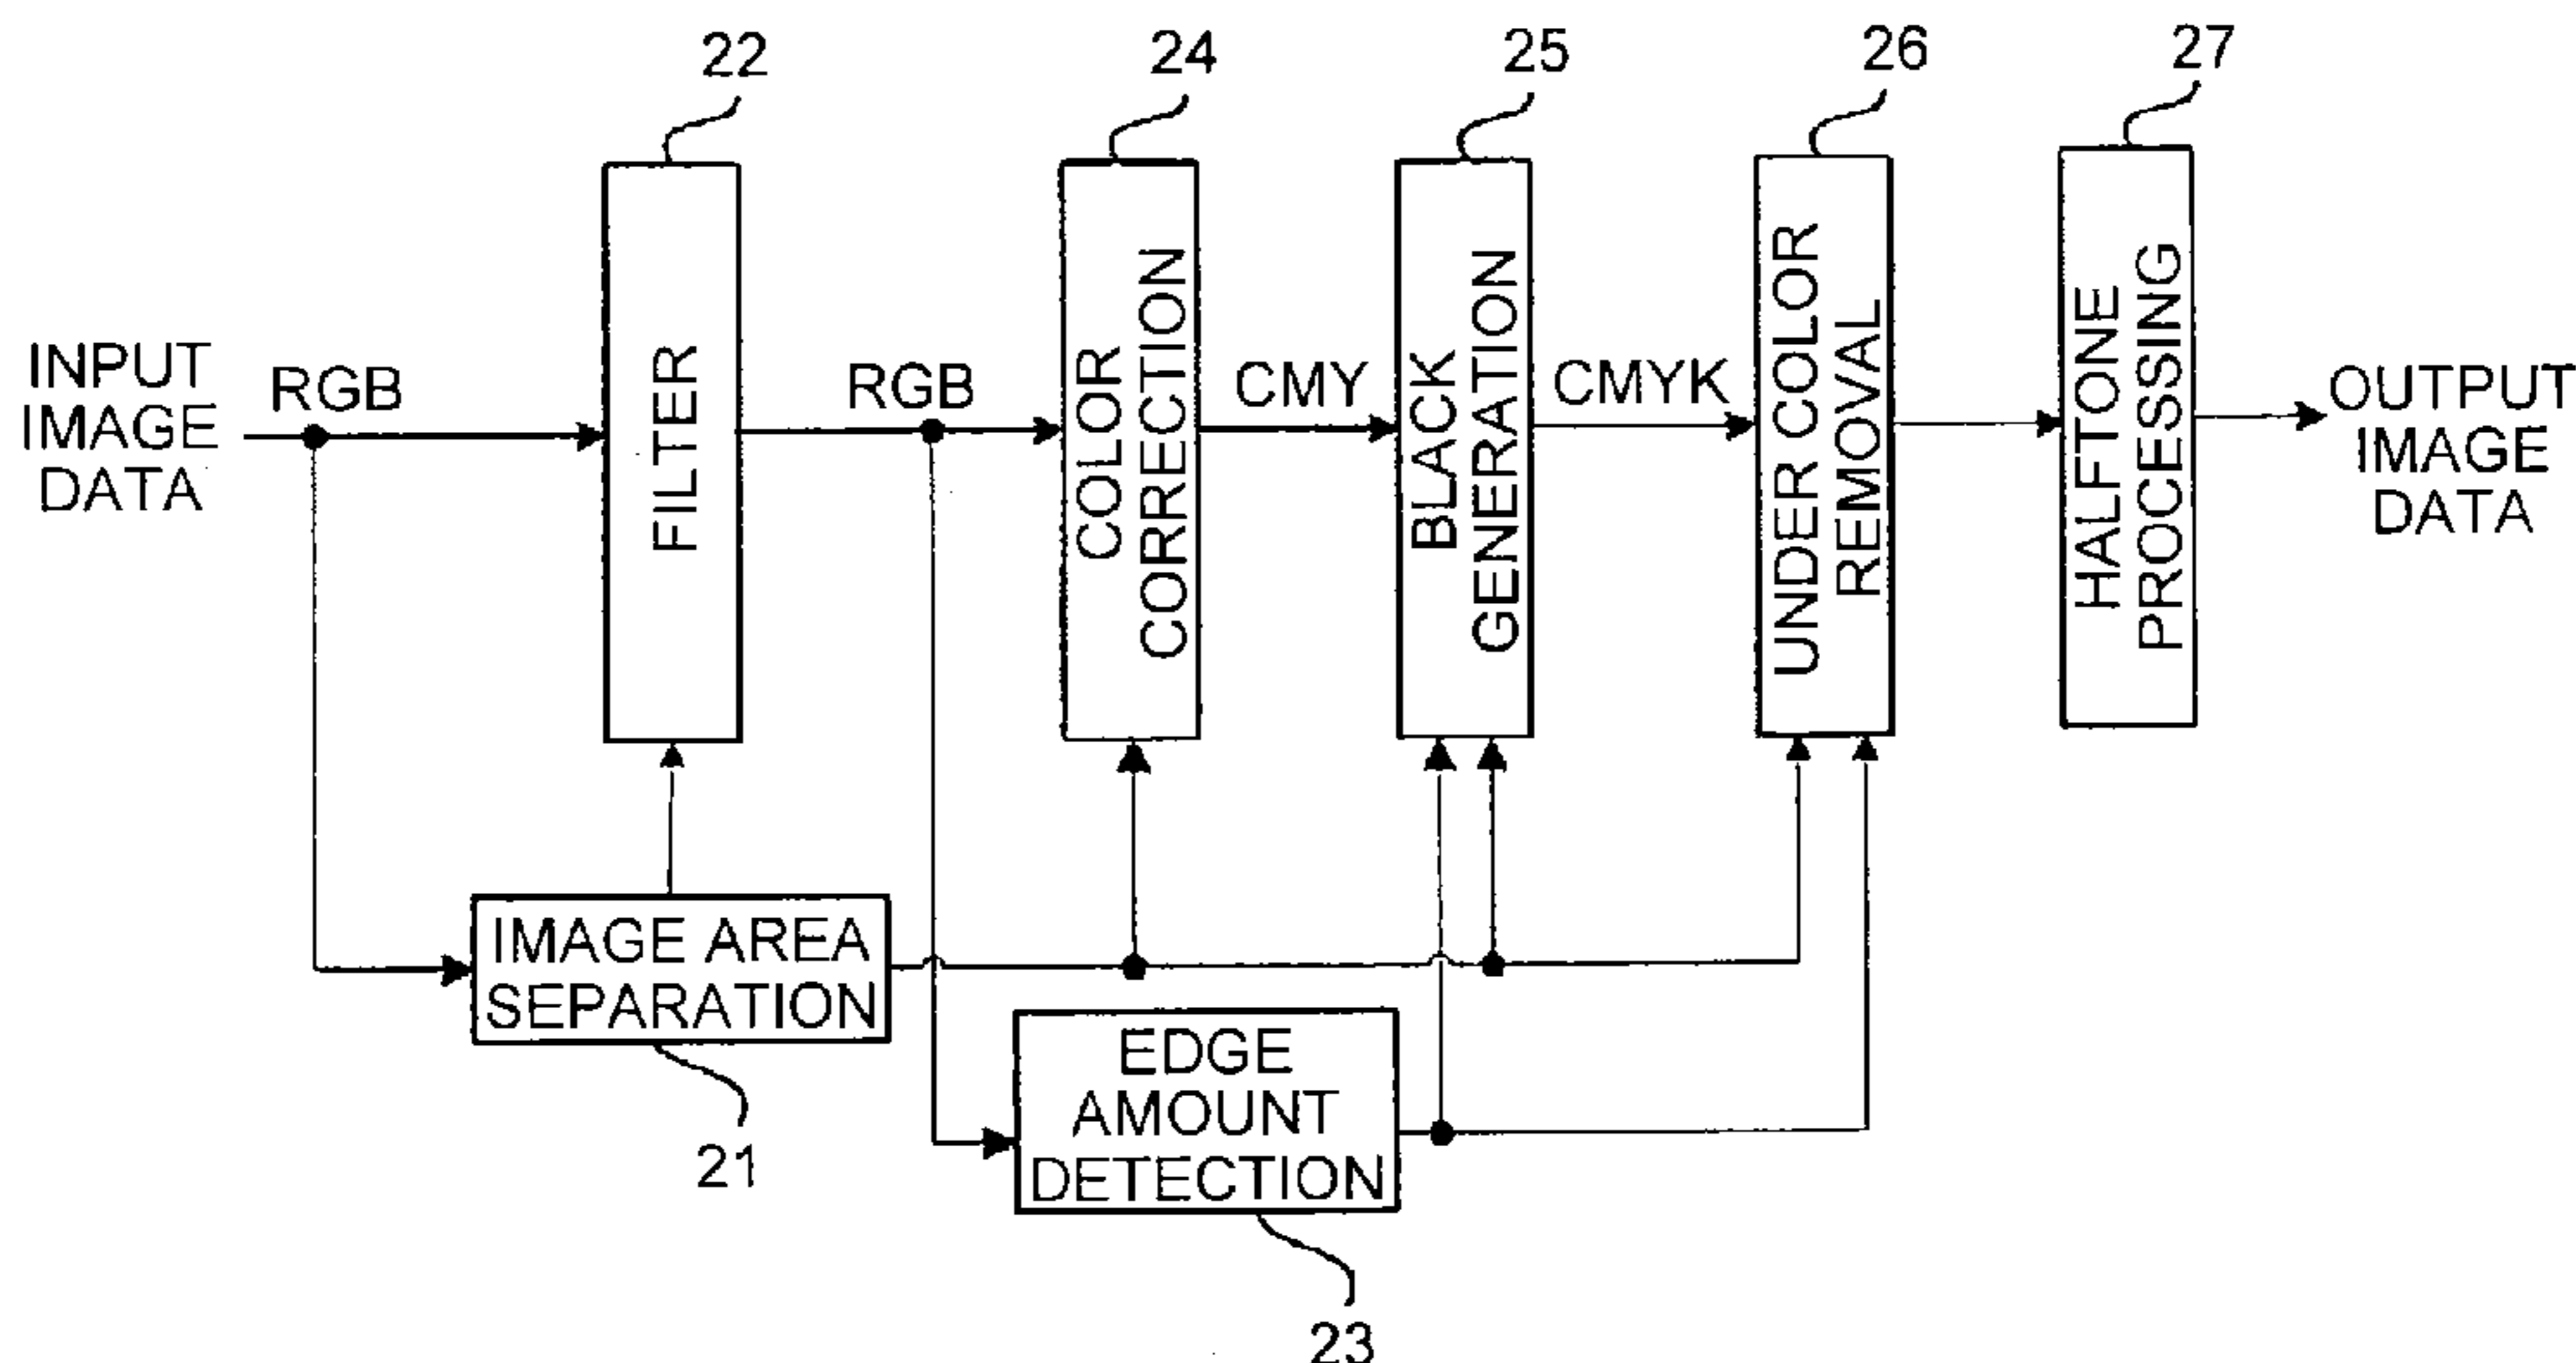 22
24
25
26
27
INPUT
IMAGE
DATA
RGB
FILTER
RGB
COLOR
CORRECTION
CMY
BLACK
GENERATION
CMYK
UNDER COLOR
REMOVAL
HALFTONE
PROCESSING
OUTPUT
IMAGE
DATA
IMAGE AREA
SEPARATION
21
EDGE
AMOUNT
DETECTION
23